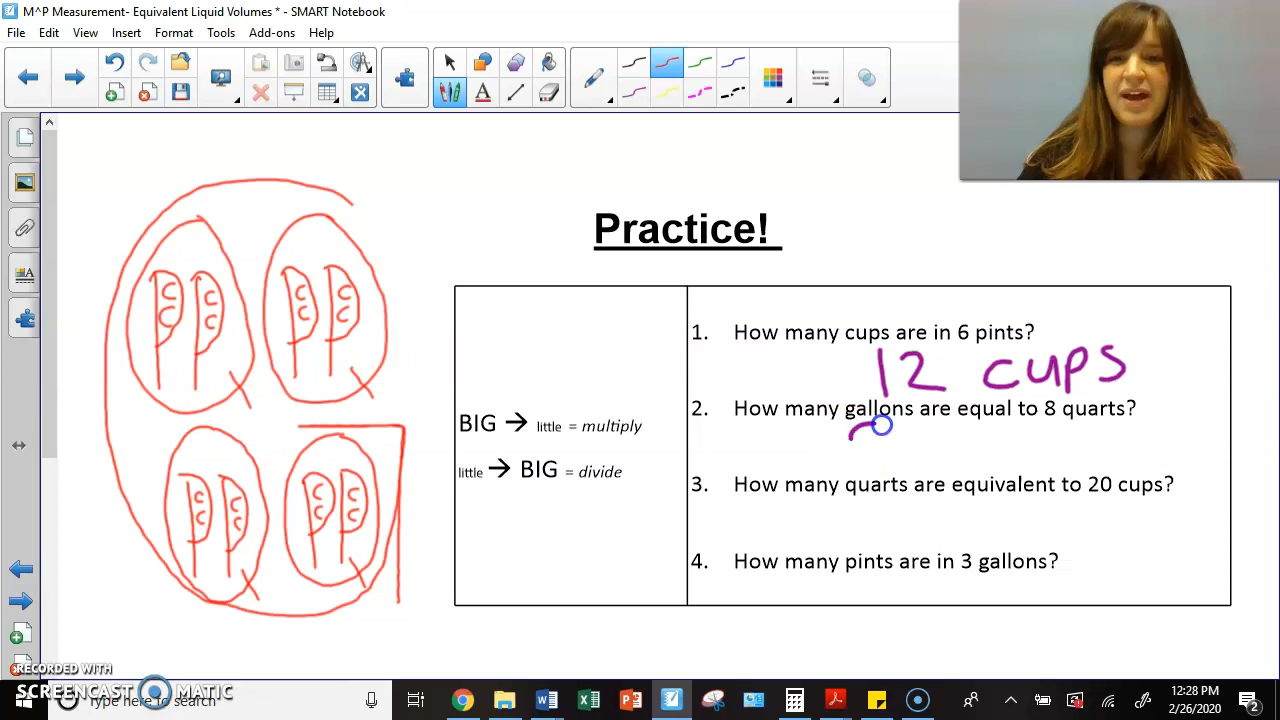 M^P Measurement- Equivalent Liquid Volumes * - SMART Notebook
File Edit View Insert Format Tools Add-ons Help
Practice!
1. How many cups are in 6 pints?
12 cups
2. How many gallons are equal to 8 quarts?
BIG → little = multiply
little → BIG = divide
3. How many quarts are equivalent to 20 cups?
4. How many pints are in 3 gallons?
C C C C
C C C C
P P P P
Q Q
C C C C
C C C C
P P P P
Q Q
G
RECORDED WITH
SCREENCAST MATIC
Type here to search
12:28 PM
2/26/2020
2